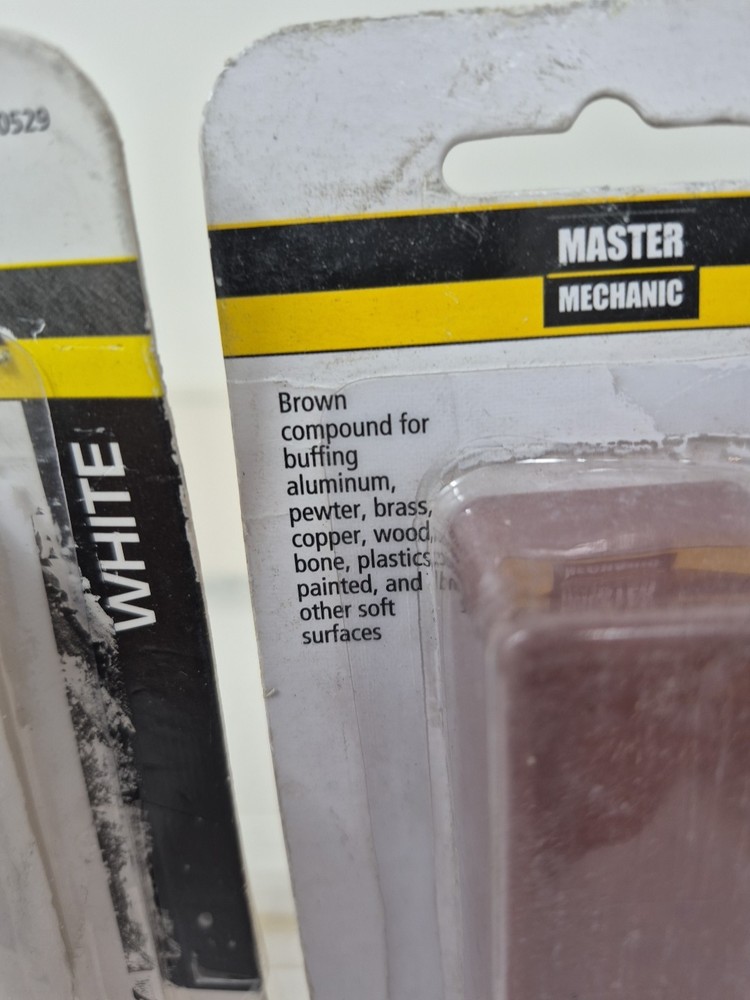 0529
WHITE
MASTER
MECHANIC
Brown
compound for
buffing
aluminum,
pewter, brass,
copper, wood,
bone, plastics,
painted, and
other soft
surfaces